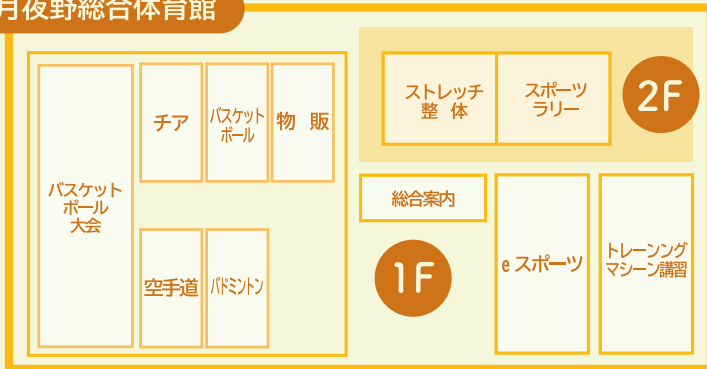 月夜野総合体育館
バスケット
ボール
大会
チア
バスケット
ボール
物 販
空手道
バドミントン
ストレッチ
整 体
スポーツ
ラリー
2F
総合案内
1F
e スポーツ
トレーンング
マシーン講習